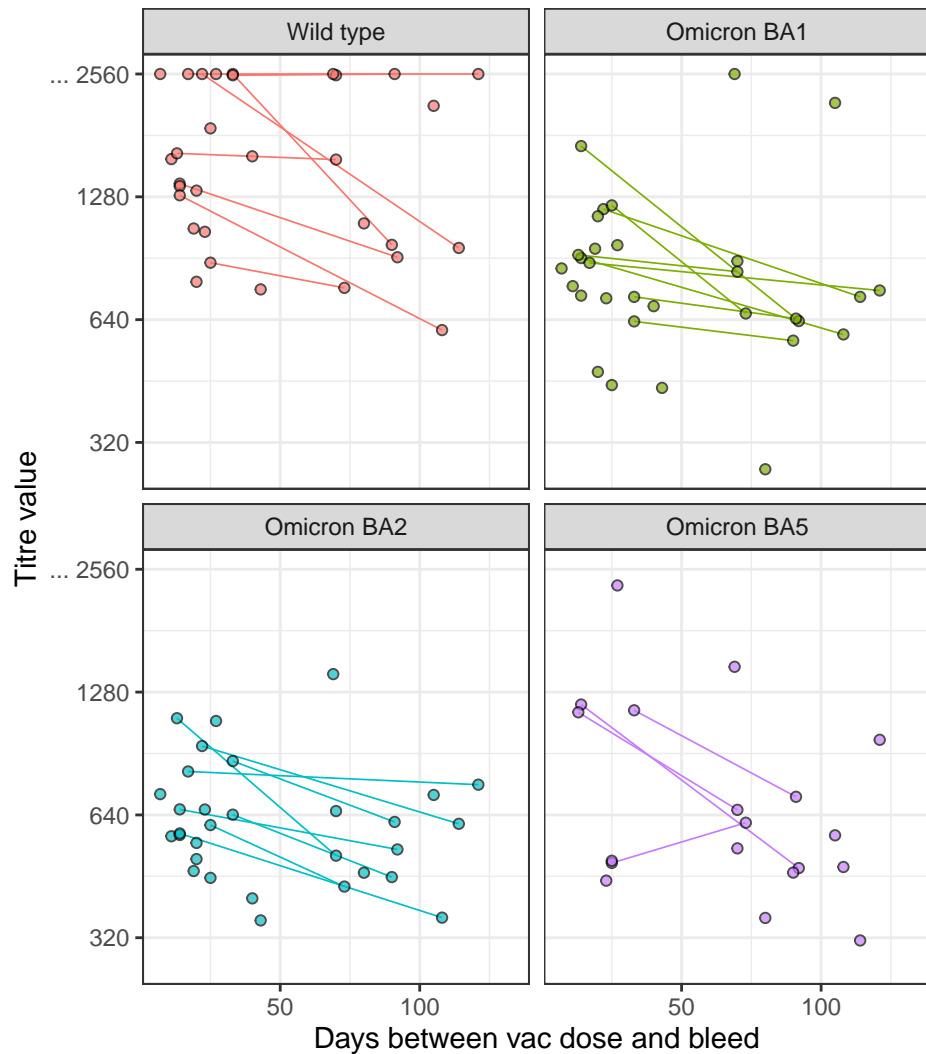 Wild type
Omicron BA1
... 2560
1280
640
320
Omicron BA2
Omicron BA5
... 2560
1280
640
320
Titre value
50
100
50
100
Days between vac dose and bleed